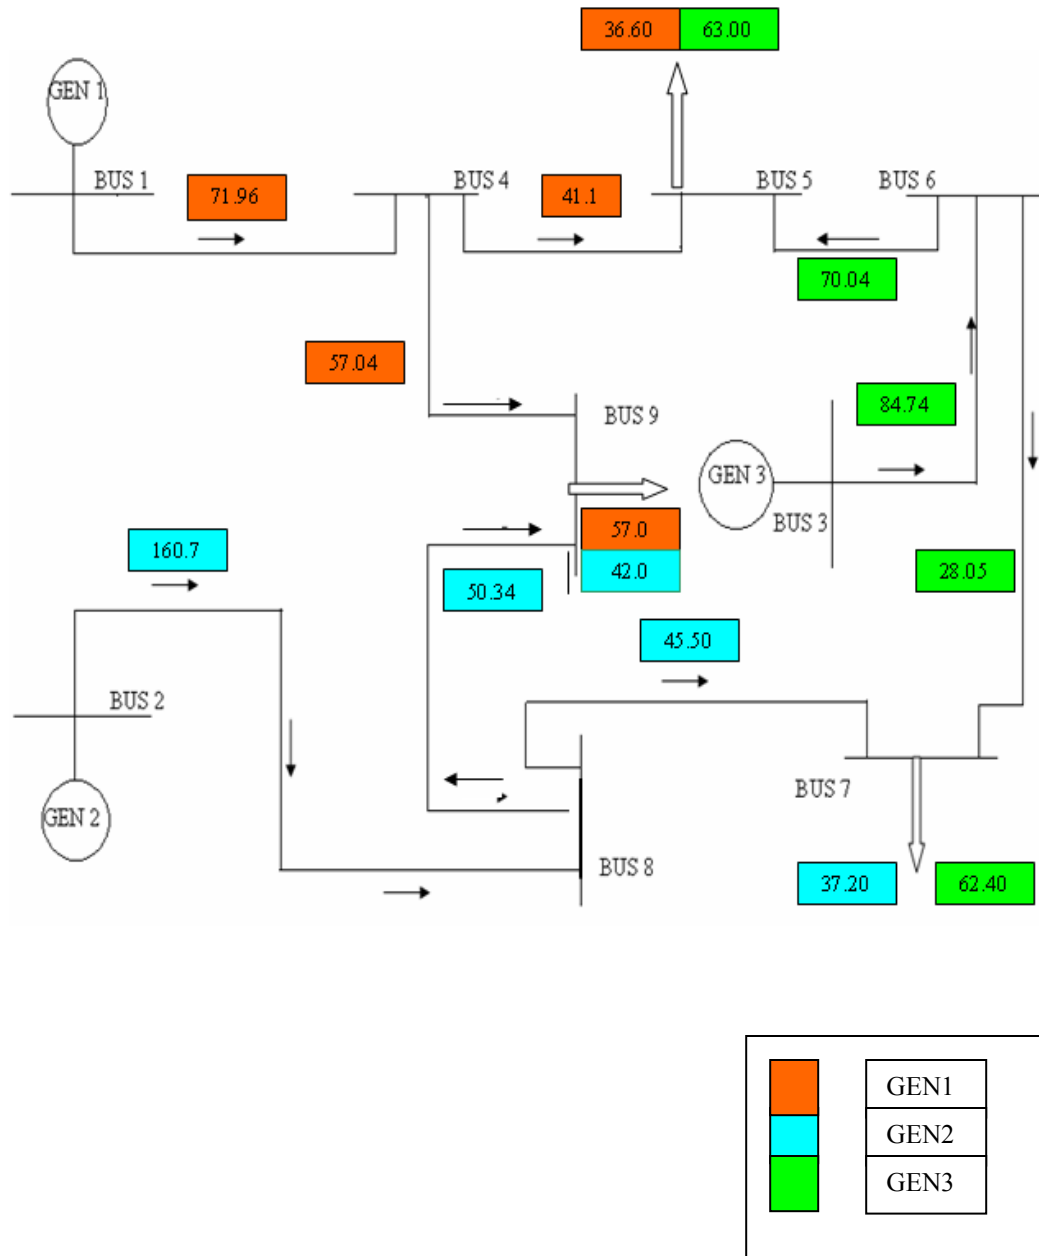 36.60 63.00
GEN 1
BUS 1
71.96
BUS 4
41.1
BUS 5
BUS 6
70.04
57.04
84.74
BUS 9
GEN 3
BUS 3
160.7
57.0
50.34
42.0
28.05
45.50
BUS 2
GEN 2
BUS 7
BUS 8
37.20
62.40
GEN1
GEN2
GEN3